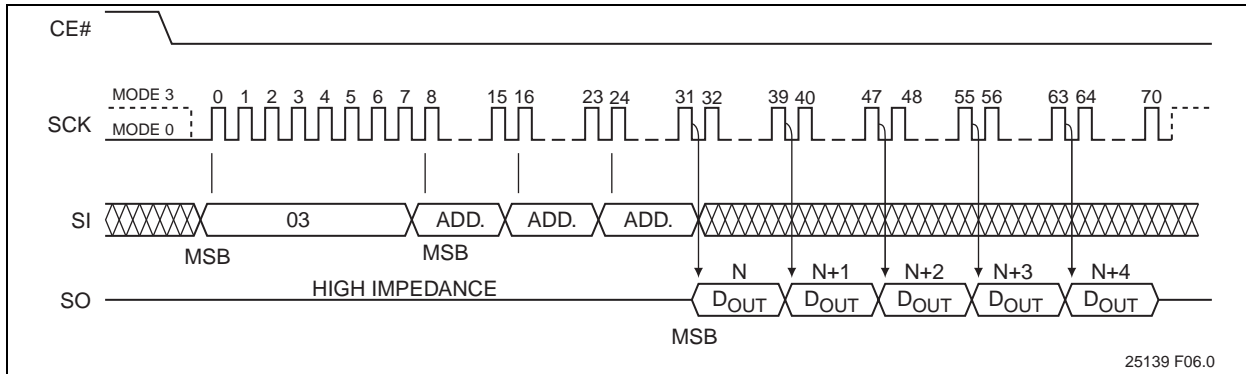 CE#
MODE 3
0 1 2 3 4 5 6 7 8 15 16 23 24 31 32 39 40 47 48 55 56 63 64 70
SCK
MODE 0
SI
03 ADD. ADD. ADD.
MSB MSB
N N+1 N+2 N+3 N+4
HIGH IMPEDANCE
SO
DOUT DOUT DOUT DOUT DOUT
MSB
25139 F06.0